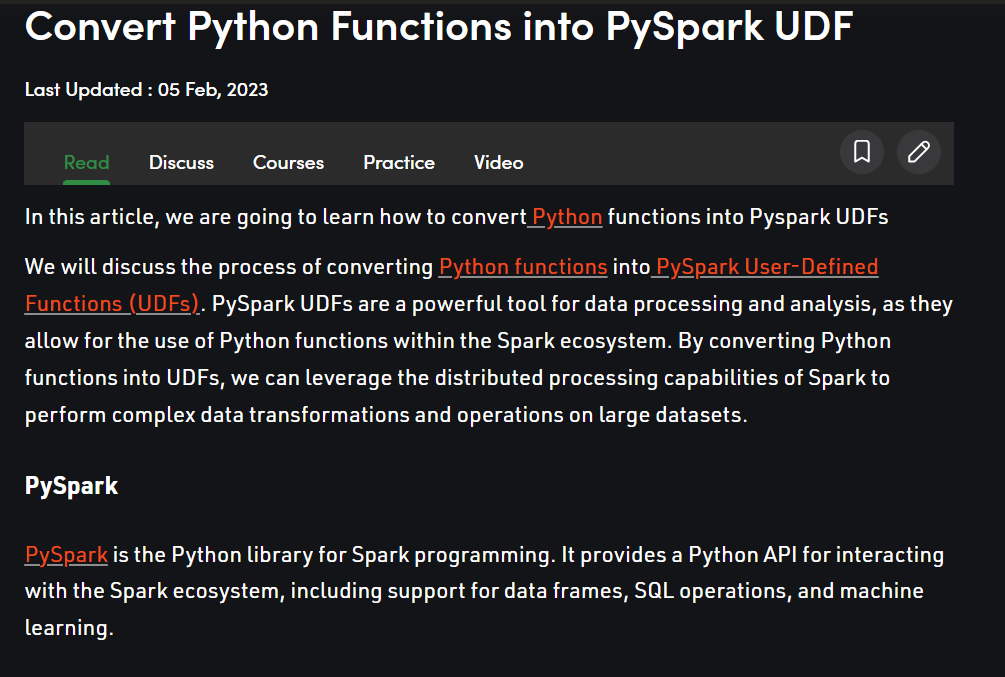 Convert Python Functions into PySpark UDF
Last Updated : 05 Feb, 2023
Read Discuss Courses Practice Video
In this article, we are going to learn how to convert Python functions into Pyspark UDFs
We will discuss the process of converting Python functions into PySpark User-Defined
Functions (UDFs). PySpark UDFs are a powerful tool for data processing and analysis, as they
allow for the use of Python functions within the Spark ecosystem. By converting Python
functions into UDFs, we can leverage the distributed processing capabilities of Spark to
perform complex data transformations and operations on large datasets.
PySpark
PySpark is the Python library for Spark programming. It provides a Python API for interacting
with the Spark ecosystem, including support for data frames, SQL operations, and machine
learning.